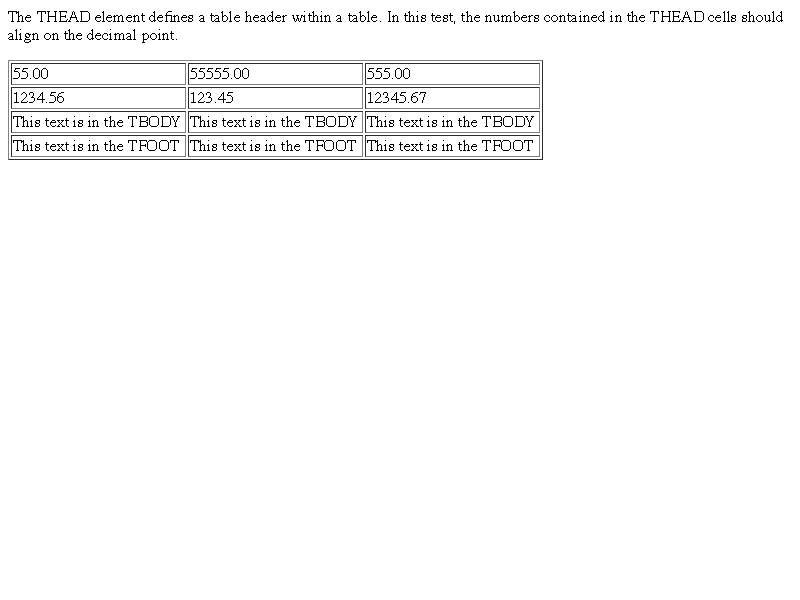 The THEAD element defines a table header within a table. In this test, the numbers contained in the THEAD cells should
align on the decimal point.
55.00 55555.00 555.00
1234.56 123.45 12345.67
This text is in the TBODY This text is in the TBODY This text is in the TBODY
This text is in the TFOOT This text is in the TFOOT This text is in the TFOOT